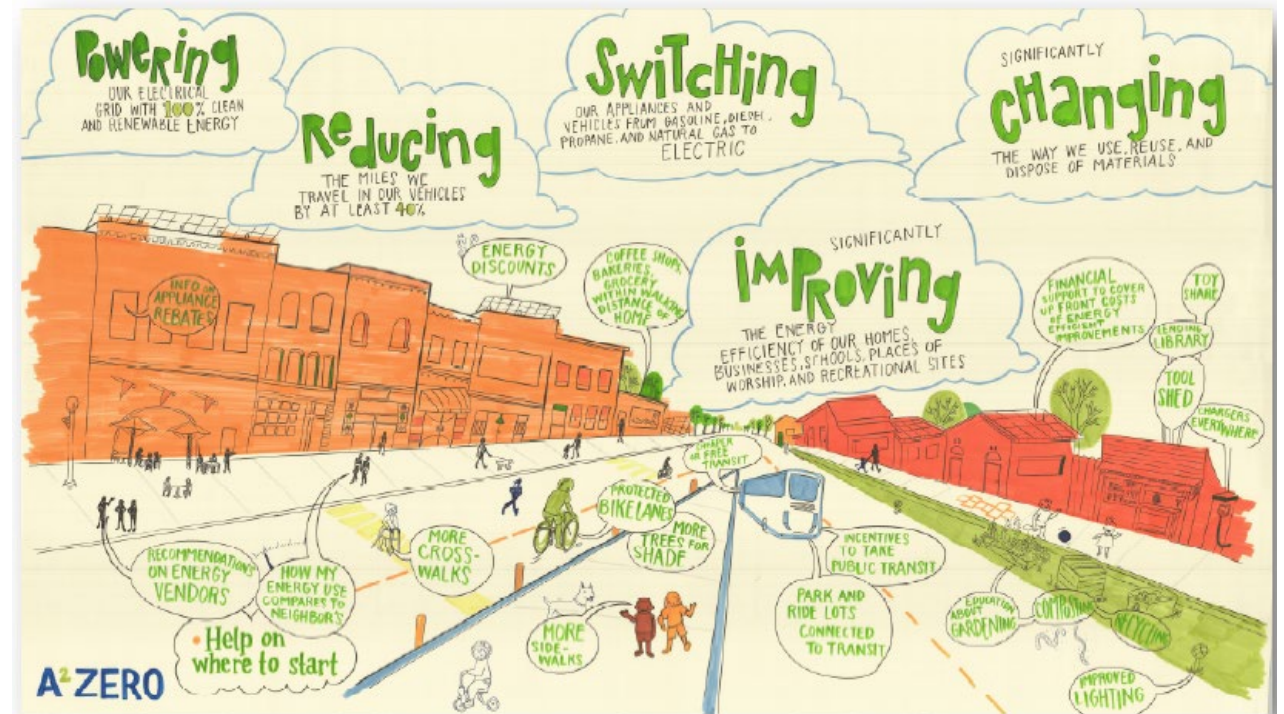 POWERING
OUR ELECTRICAL
GRID WITH 100% CLEAN
AND RENEWABLE ENERGY
REDUCING
THE MILES WE
TRAVEL IN OUR VEHICLES
BY AT LEAST 40%
SWITCHING
OUR APPLIANCES AND
VEHICLES FROM GASOLINE, DIESEL,
PROPANE, AND NATURAL GAS TO
ELECTRIC
SIGNIFICANTLY
CHANGING
THE WAY WE USE, REUSE, AND
DISPOSE OF MATERIALS
SIGNIFICANTLY
IMPROVING
THE ENERGY
EFFICIENCY OF OUR HOMES,
BUSINESSES, SCHOOLS, PLACES OF
WORSHIP, AND RECREATIONAL SITES
INFO ON
APPLIANCE
REBATES
ENERGY
DISCOUNTS
COFFEE SHOPS,
BAKERIES,
GROCERY
WITHIN WALKING
DISTANCE OF
HOME
FINANCIAL
SUPPORT TO COVER
UP FRONT COSTS
OF ENERGY
EFFICIENT
IMPROVEMENTS
TOY
SHARE
LENDING
LIBRARY
TOOL
SHED
CHARGERS
EVERYWHERE
CHEAPER
OR FREE
TRANSIT
PROTECTED
BIKE LANES
MORE
TREES FOR
SHADE
MORE
CROSS-
WALKS
RECOMMENDATIONS
ON ENERGY
VENDORS
HOW MY
ENERGY USE
COMPARES TO
NEIGHBOR'S
• Help on
where to start
MORE
SIDE-
WALKS
INCENTIVES
TO TAKE
PUBLIC TRANSIT
PARK AND
RIDE LOTS
CONNECTED
TO TRANSIT
EDUCATION
ABOUT
GARDENING
COMPOSTING
RECYCLING
IMPROVED
LIGHTING
A² ZERO